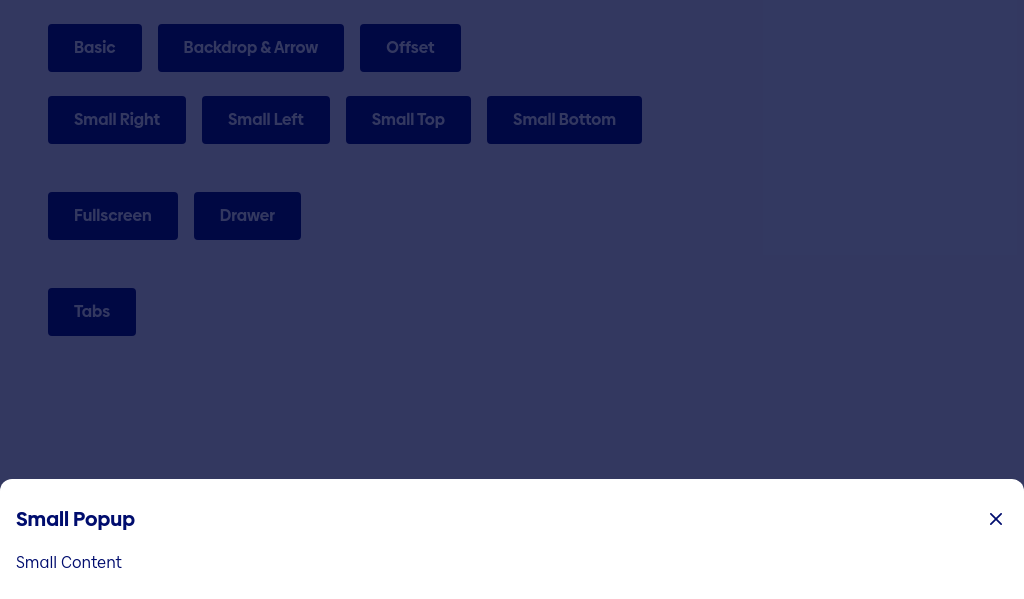 Basic Backdrop & Arrow Offset
Small Right Small Left Small Top Small Bottom
Fullscreen Drawer
Tabs
Small Popup
Small Content